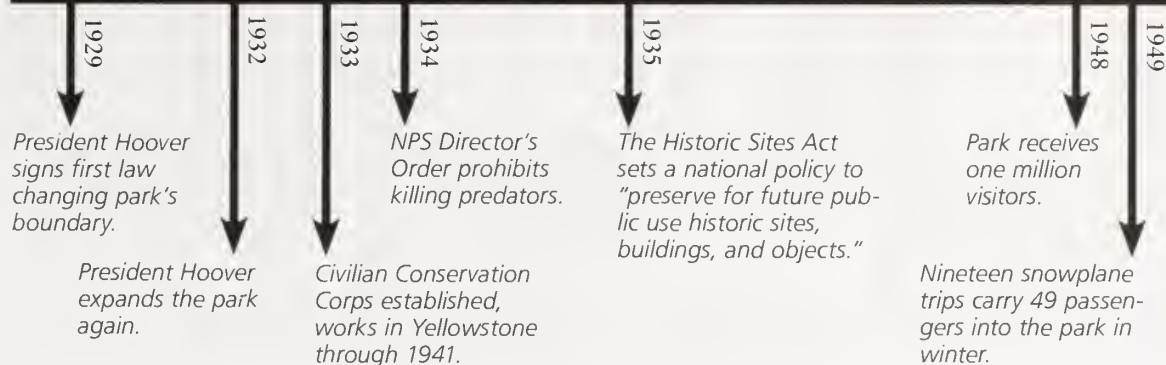 1929
President Hoover
signs first law
changing park's
boundary.
1932
President Hoover
expands the park
again.
1933
Civilian Conservation
Corps established,
works in Yellowstone
through 1941.
1934
NPS Director's
Order prohibits
killing predators.
1935
The Historic Sites Act
sets a national policy to
"preserve for future pub-
lic use historic sites,
buildings, and objects."
1948
Park receives
one million
visitors.
1949
Nineteen snowplane
trips carry 49 passen-
gers into the park in
winter.